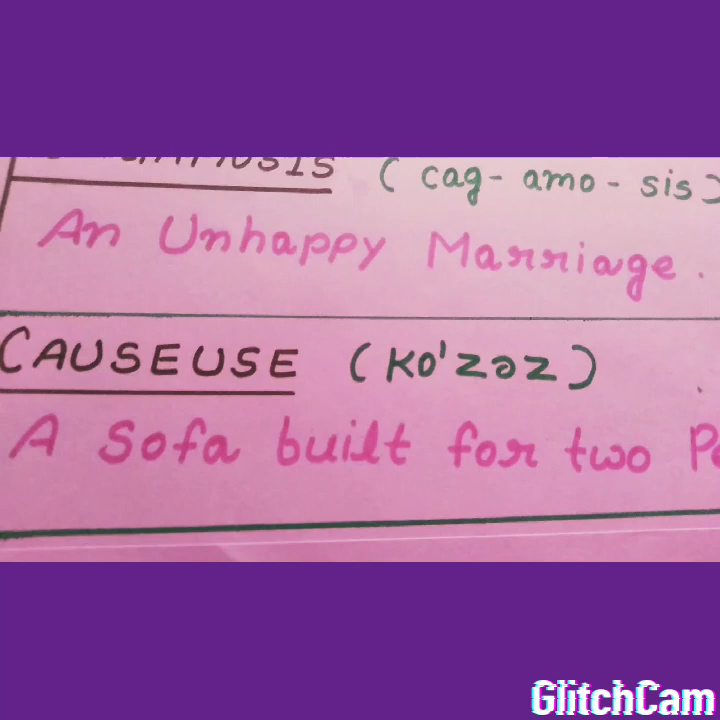 (cag-amo-sis)
An Unhappy Marriage.
CAUSEUSE (Ko'zəz)
A Sofa built for two
GlitchCam